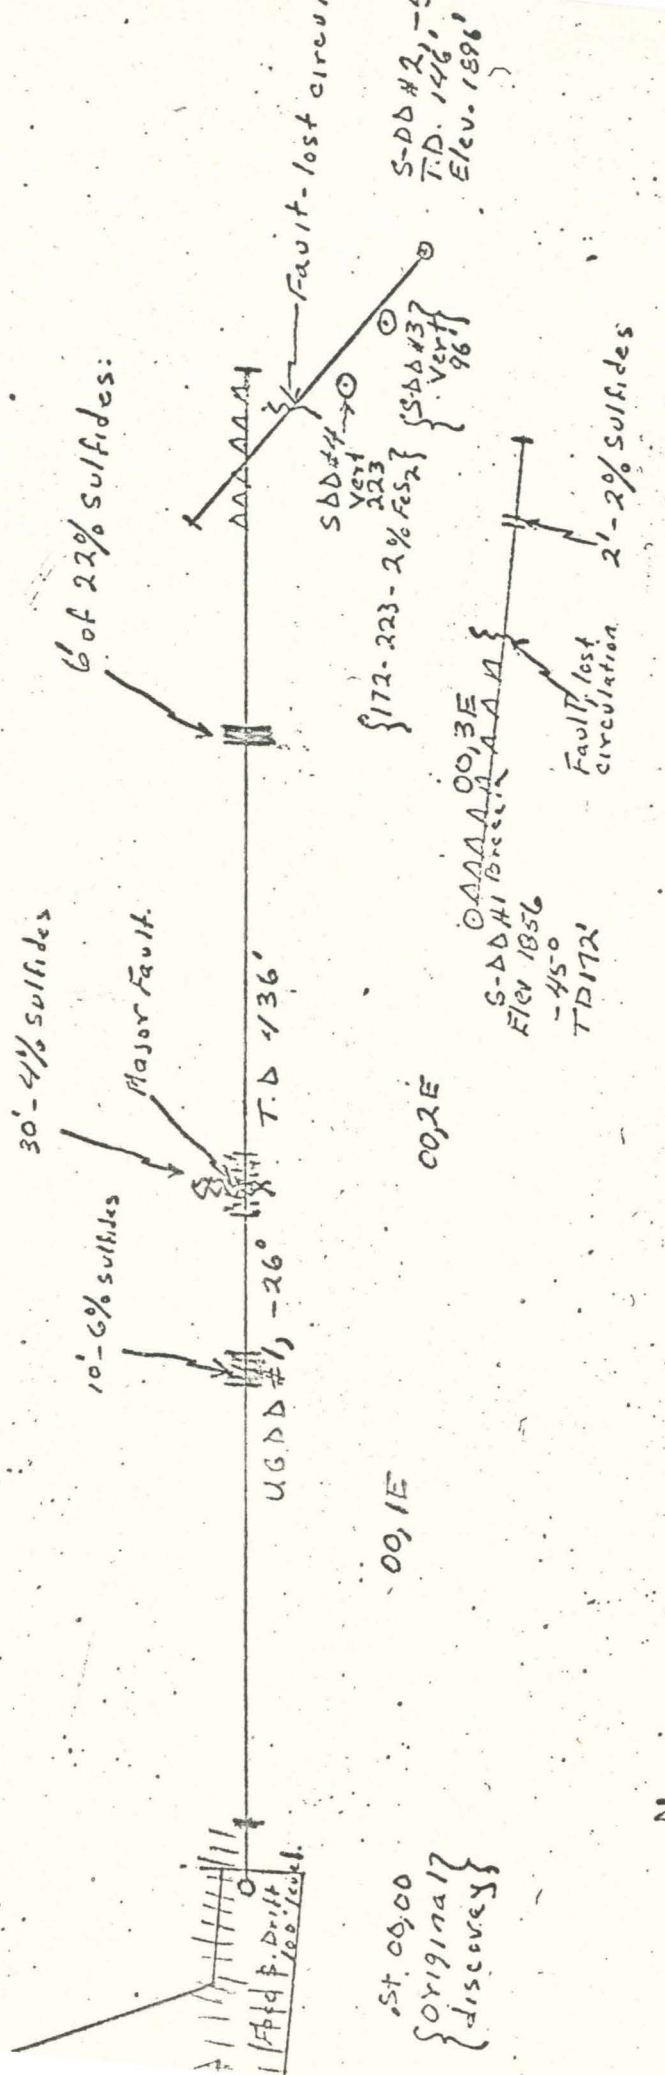 10'-6% sulfides
30'-4% sulfides
Major Fault.
6' of 22% sulfides:
Fault-lost circu
UGDD #1, -26°
T.D 436'
S-DD #2, -
T.D. 146'
Elev. 1896'
SDD#4
Vert
223
{172-223-2% FeS2}
{S-DD #3}
Vert
96'
Drift
100' level.
St. 00,00
{original}
discovery
00,1E
00,2E
00,3E
S-DD #1 Breccia
Elev 1856
-45°
TD 172'
Fault, lost
circulation
2'-2% sulfides